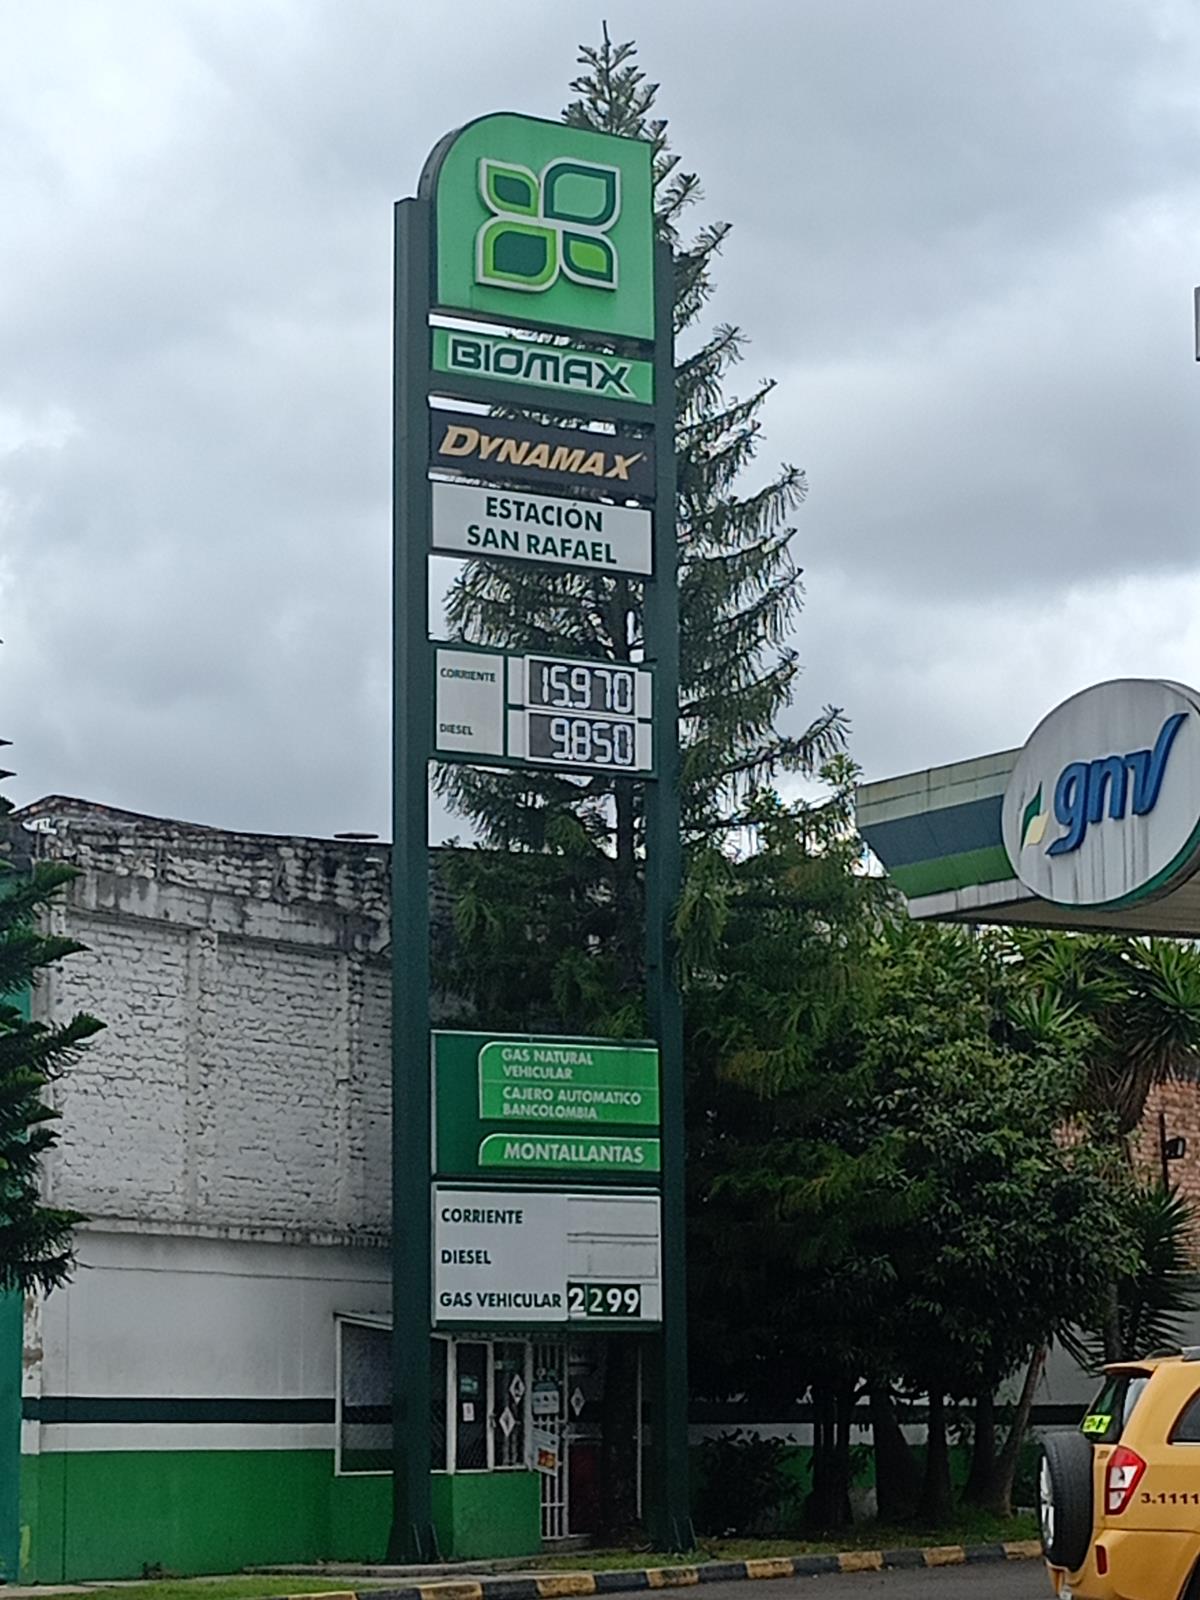 BIOMAX
DYNAMAX
ESTACIÓN
SAN RAFAEL
CORRIENTE 15.970
DIESEL 9.850
gnv
GAS NATURAL
VEHICULAR
CAJERO AUTOMATICO
BANCOLOMBIA
MONTALLANTAS
CORRIENTE
DIESEL
GAS VEHICULAR 2299
3.1111